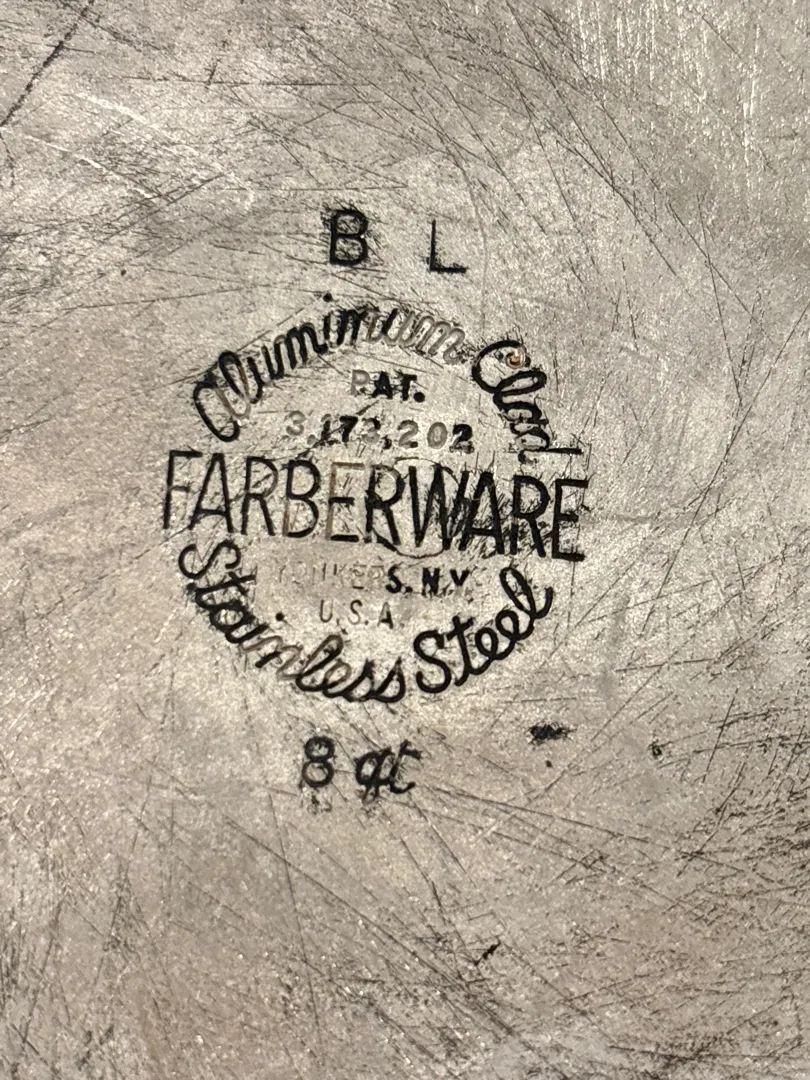 B L
Aluminum Clad
PAT.
3,173,202
FARBERWARE
YONKERS, N.Y.
U.S.A.
Stainless Steel
8 qt